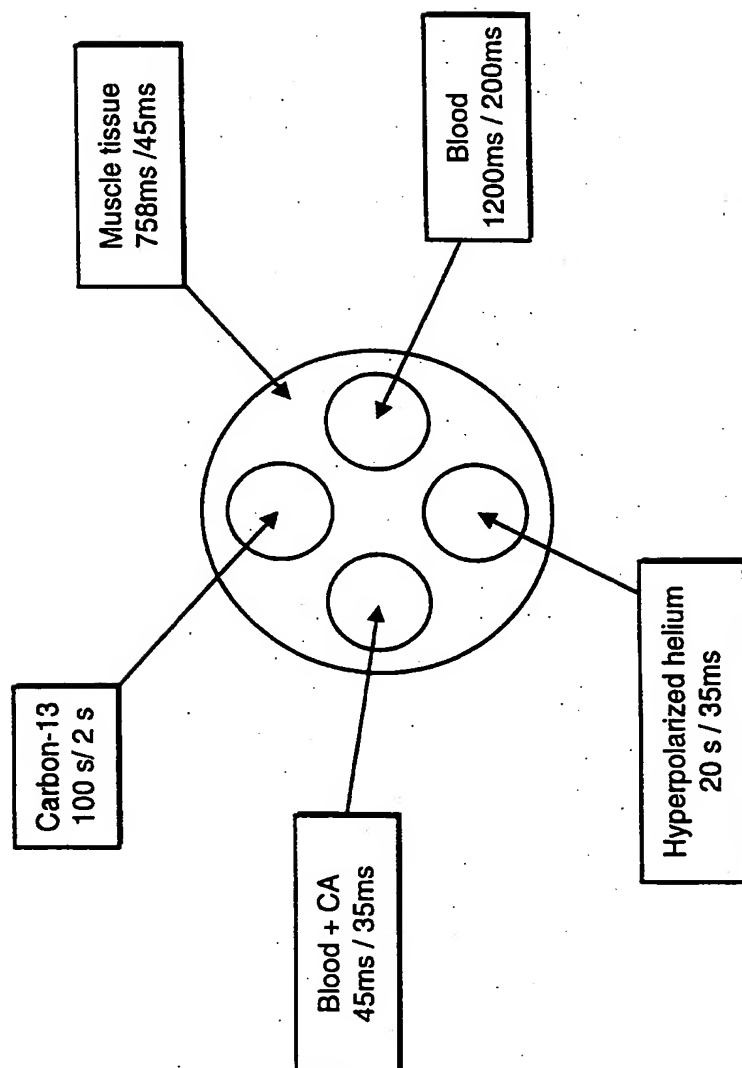 Carbon-13
100 s/ 2 s
Muscle tissue
758ms /45ms
Blood + CA
45ms / 35ms
Blood
1200ms / 200ms
Hyperpolarized helium
20 s / 35ms